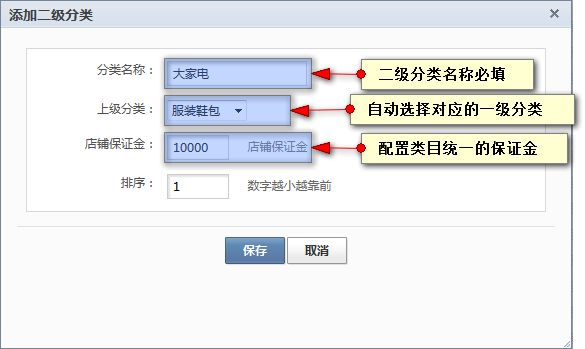 添加二级分类
分类名称： 大家电 二级分类名称必填
上级分类： 服装鞋包 自动选择对应的一级分类
店铺保证金： 10000 店铺保证金 配置类目统一的保证金
排序： 1 数字越小越靠前
保存 取消